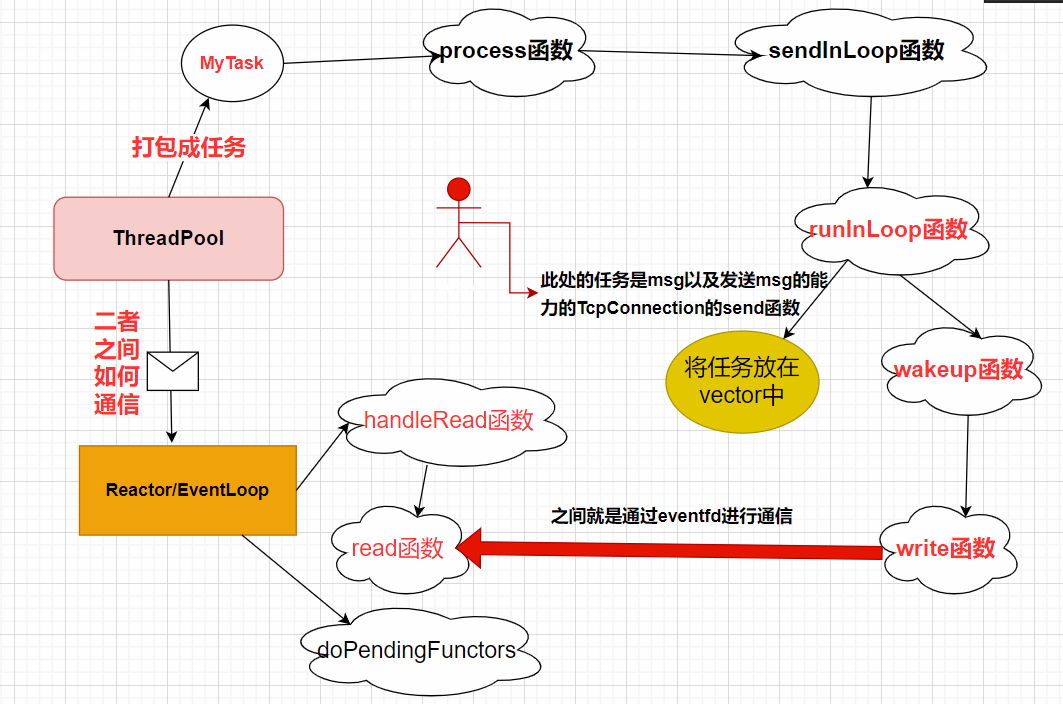 MyTask
process函数
sendInLoop函数
打包成任务
ThreadPool
runInLoop函数
此处的任务是msg以及发送msg的能
力的TcpConnection的send函数
二者
之间
如何
通信
将任务放在
vector中
wakeup函数
handleRead函数
Reactor/EventLoop
之间就是通过eventfd进行通信
read函数
write函数
doPendingFunctors